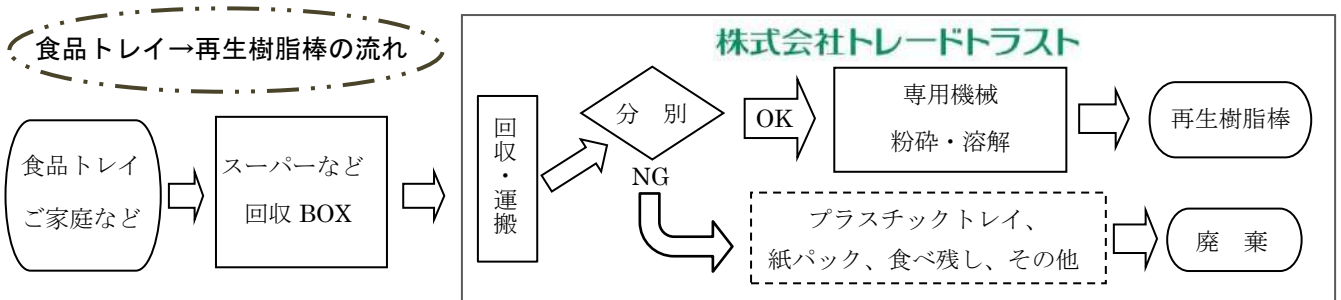 食品トレイ→再生樹脂棒の流れ
食品トレイ
ご家庭など
スーパーなど
回収 BOX
株式会社トレードトラスト
回収・運搬
分 別
OK
専用機械
粉砕・溶解
再生樹脂棒
NG
プラスチックトレイ、
紙パック、食べ残し、その他
廃 棄